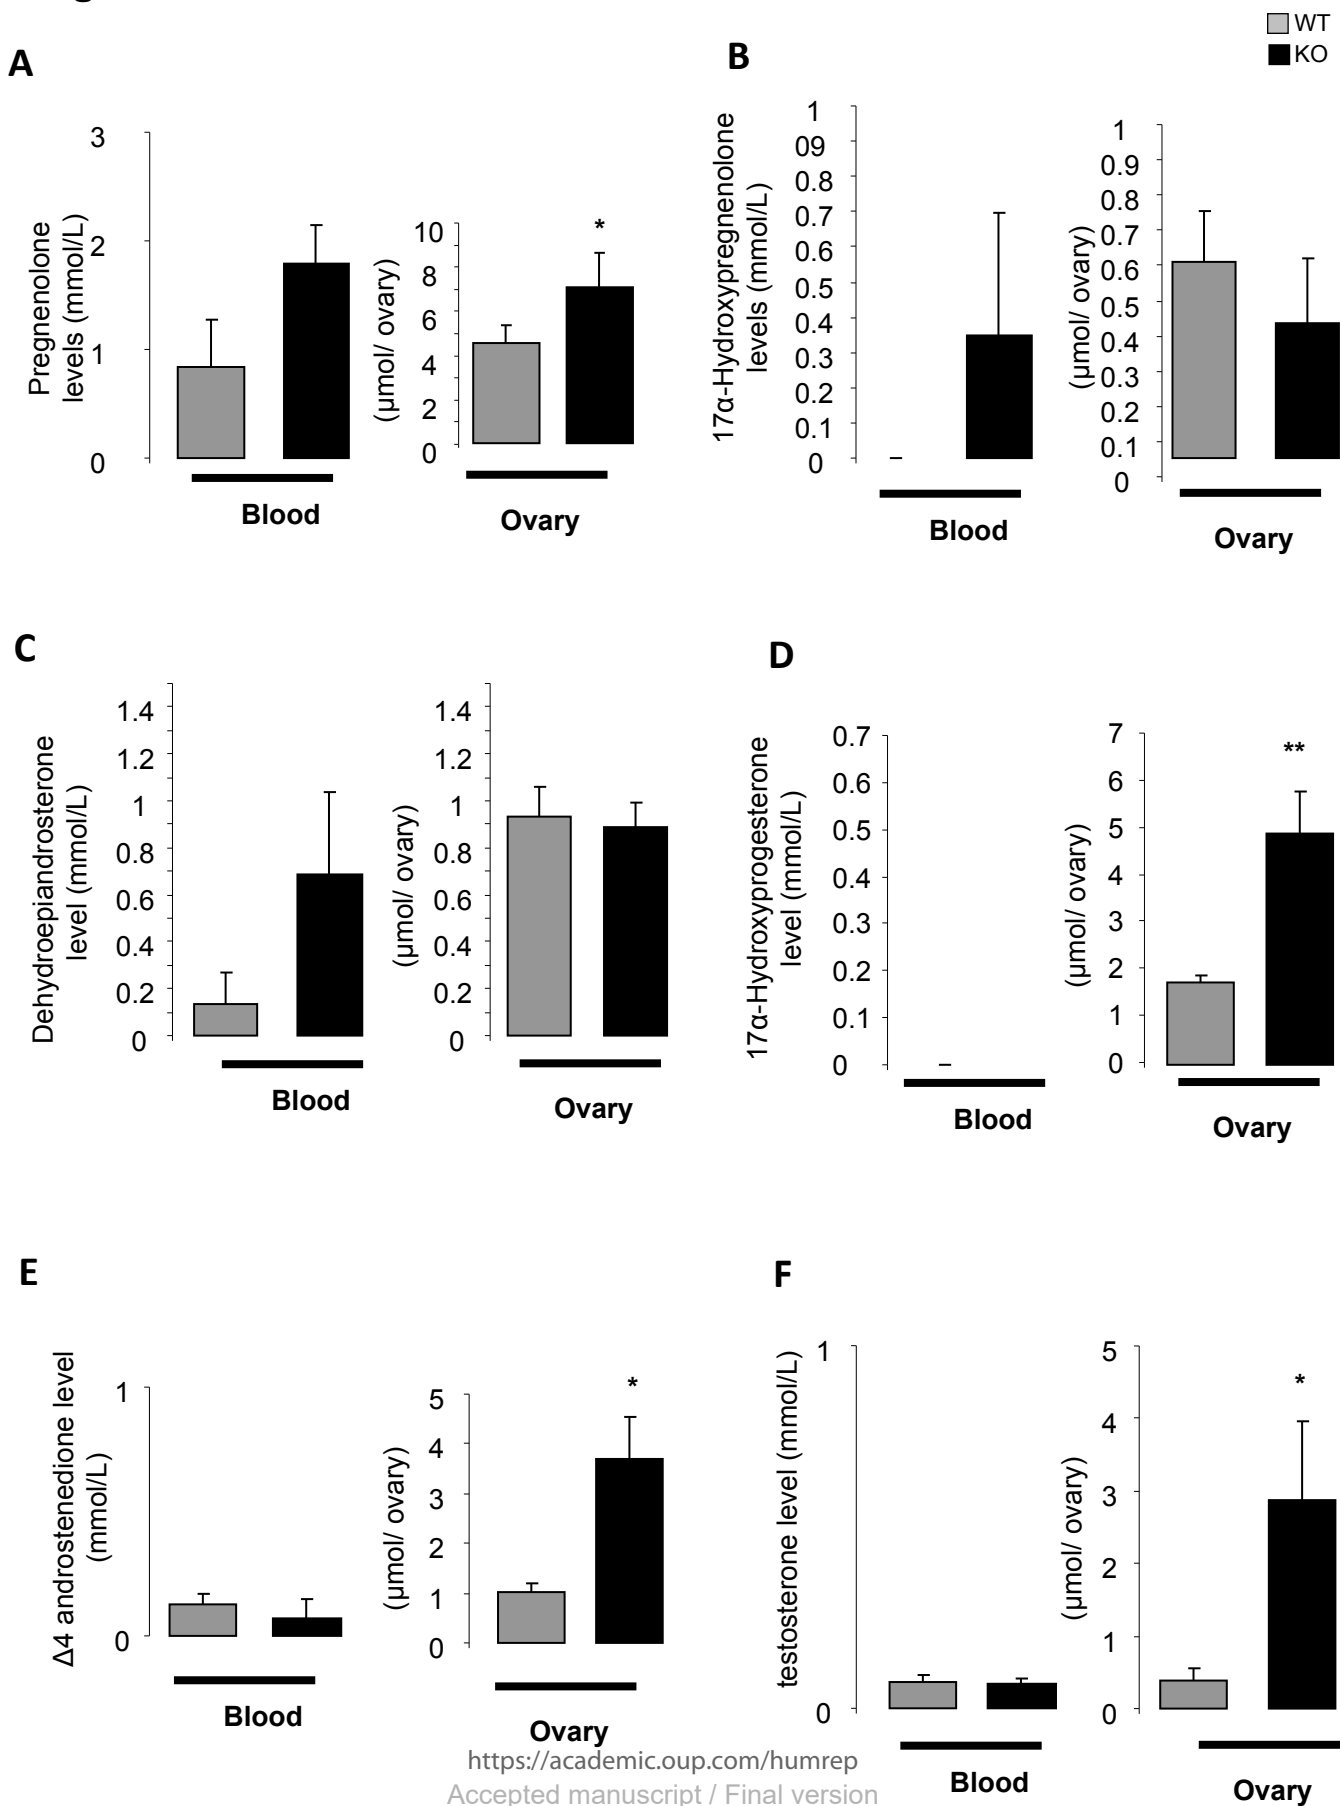 WT
KO
A
Pregnenolone
levels (mmol/L)
3
2
1
0
Blood
(µmol/ ovary)
10
8
6
4
2
0
*
Ovary
B
17α-Hydroxypregnenolone
levels (mmol/L)
1
09
0.8
0.7
0.6
0.5
0.4
0.3
0.2
0.1
0
Blood
(µmol/ ovary)
1
0.9
0.8
0.7
0.6
0.5
0.4
0.3
0.2
0.1
0
Ovary
C
Dehydroepiandrosterone
level (mmol/L)
1.4
1.2
1
0.8
0.6
0.4
0.2
0
Blood
(µmol/ ovary)
1.4
1.2
1
0.8
0.6
0.4
0.2
0
Ovary
D
17α-Hydroxyprogesterone
level (mmol/L)
0.7
0.6
0.5
0.4
0.3
0.2
0.1
0
Blood
(µmol/ ovary)
7
6
5
4
3
2
1
0
**
Ovary
E
Δ4 androstenedione level
(mmol/L)
1
0
Blood
(µmol/ ovary)
5
4
3
2
1
0
*
Ovary
F
testosterone level (mmol/L)
1
0
Blood
(µmol/ ovary)
5
4
3
2
1
0
*
Ovary
https://academic.oup.com/humrep
Accepted manuscript / Final version